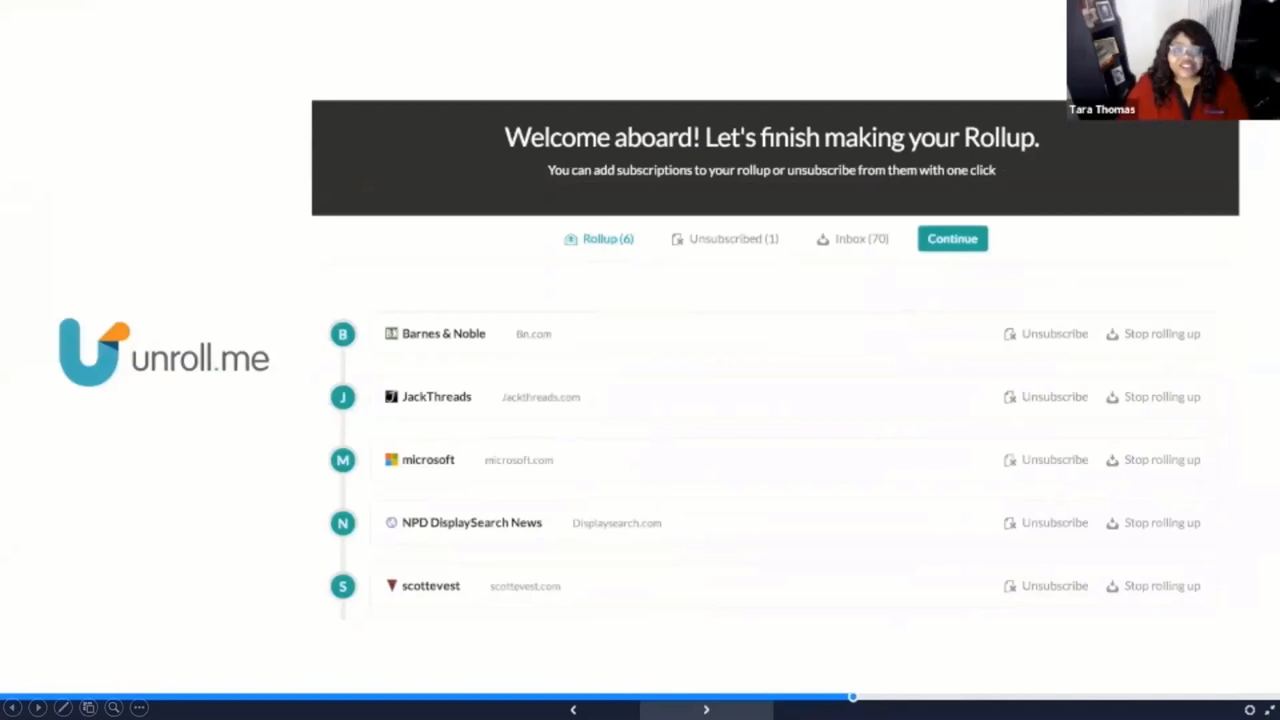 Tara Thomas
Welcome aboard! Let's finish making your Rollup.
You can add subscriptions to your rollup or unsubscribe from them with one click
Rollup (6) Unsubscribed (1) Inbox (70) Continue
unroll.me
B Barnes & Noble Bn.com Unsubscribe Stop rolling up
J JackThreads Jackthreads.com Unsubscribe Stop rolling up
M microsoft microsoft.com Unsubscribe Stop rolling up
N NPD DisplaySearch News Displaysearch.com Unsubscribe Stop rolling up
S scottevest scottevest.com Unsubscribe Stop rolling up